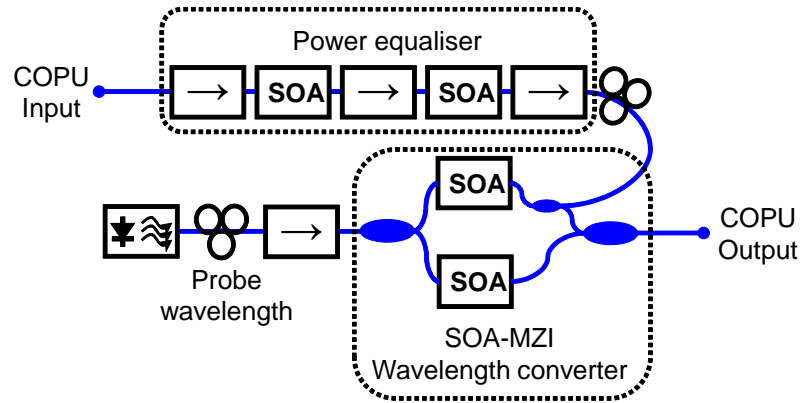 Power equaliser
COPU
Input
SOA
SOA
SOA
COPU
Output
Probe
wavelength
SOA
SOA-MZI
Wavelength converter